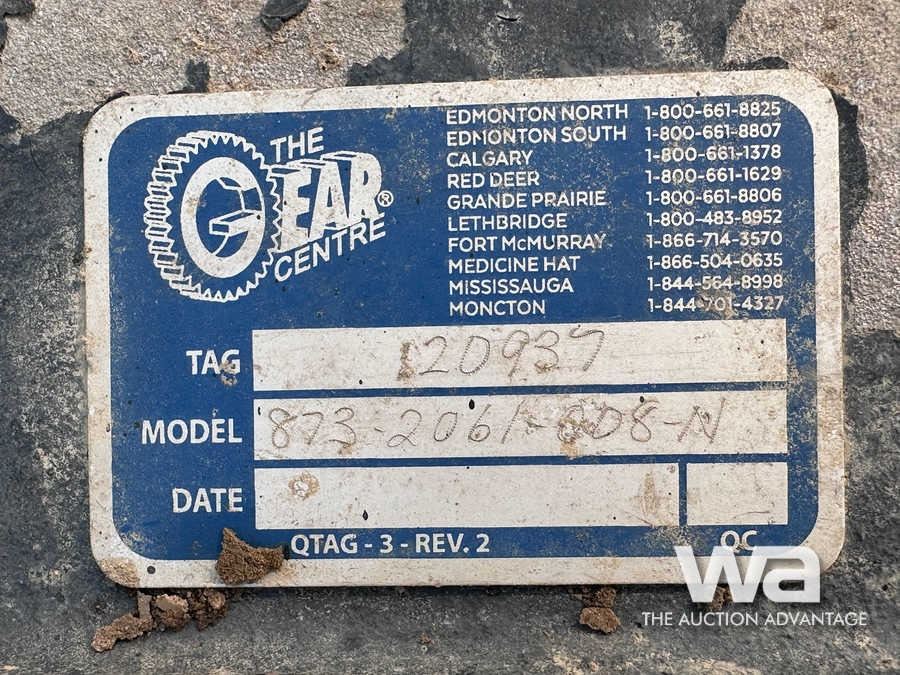 THE GEAR® CENTRE
EDMONTON NORTH 1-800-661-8825
EDMONTON SOUTH 1-800-661-8807
CALGARY 1-800-661-1378
RED DEER 1-800-661-1629
GRANDE PRAIRIE 1-800-661-8806
LETHBRIDGE 1-800-483-8952
FORT McMURRAY 1-866-714-3570
MEDICINE HAT 1-866-504-0635
MISSISSAUGA 1-844-564-8998
MONCTON 1-844-701-4327
TAG 120937
MODEL
DATE
QTAG - 3 - REV. 2 QC
wa
THE AUCTION ADVANTAGE